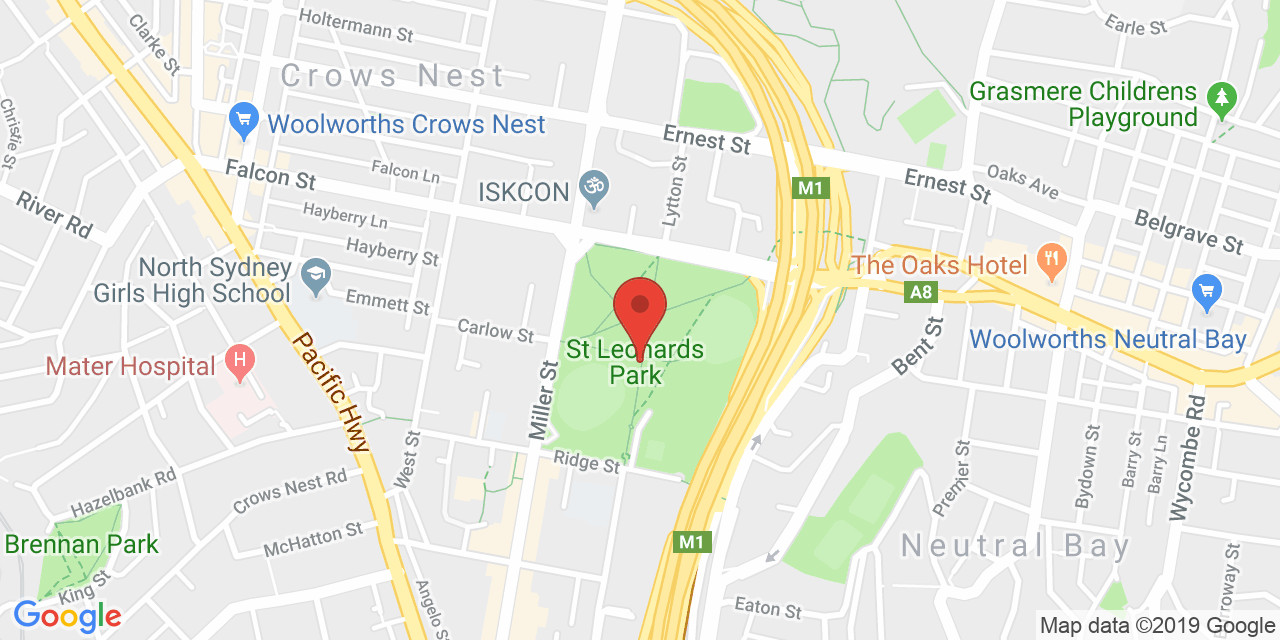 Holtermann St
Earle St
Clarke St
Crows Nest
Grasmere Childrens
Playground
Christie St
Woolworths Crows Nest
Ernest St
M1
Falcon St
Falcon Ln
ISKCON
Lytton St
Ernest St
Oaks Ave
River Rd
Hayberry Ln
Belgrave St
Hayberry St
North Sydney
Girls High School
The Oaks Hotel
A8
Emmett St
Carlow St
Bent St
Woolworths Neutral Bay
St Leonards
Park
Mater Hospital
H
Pacific Hwy
Miller St
West St
Ridge St
Premier St
Bydown St
Barry St
Barry Ln
Wycombe Rd
Hazelbank Rd
Crows Nest Rd
McHatton St
M1
Neutral Bay
Brennan Park
King St
Angelo St
Eaton St
Google
Map data ©2019 Google